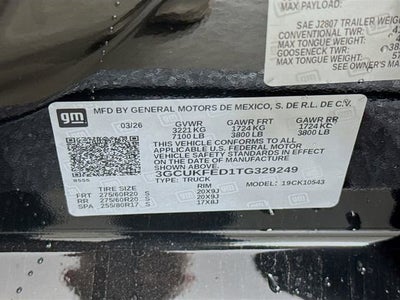 MAX PAYLOAD:
SAE J2807 TRAILER WEIGH
CONVENTIONAL TWR:
MAX TONGUE WEIGHT:
GOOSENECK TWR:
MAX TONGUE WEIGHT:
SEE OWNER'S MA
gm
MFD BY GENERAL MOTORS DE MEXICO, S. DE R.L. DE C.V.
03/26 GVWR GAWR FRT GAWR RR
3221 KG 1724 KG 1724 KG
7100 LB 3800 LB 3800 LB
THIS VEHICLE CONFORMS TO ALL APPLICABLE
U.S. FEDERAL MOTOR VEHICLE SAFETY
STANDARDS IN EFFECT ON THE
DATE OF MANUFACTURE SHOWN ABOVE.
3GCUKFED1TG329249
TYPE: TRUCK MODEL: 19CK10543
TIRE SIZE RIM
FRT 275/60R20 S 20X9J
RR 275/60R20 S 20X9J
SPA 255/80R17 S 17X8J